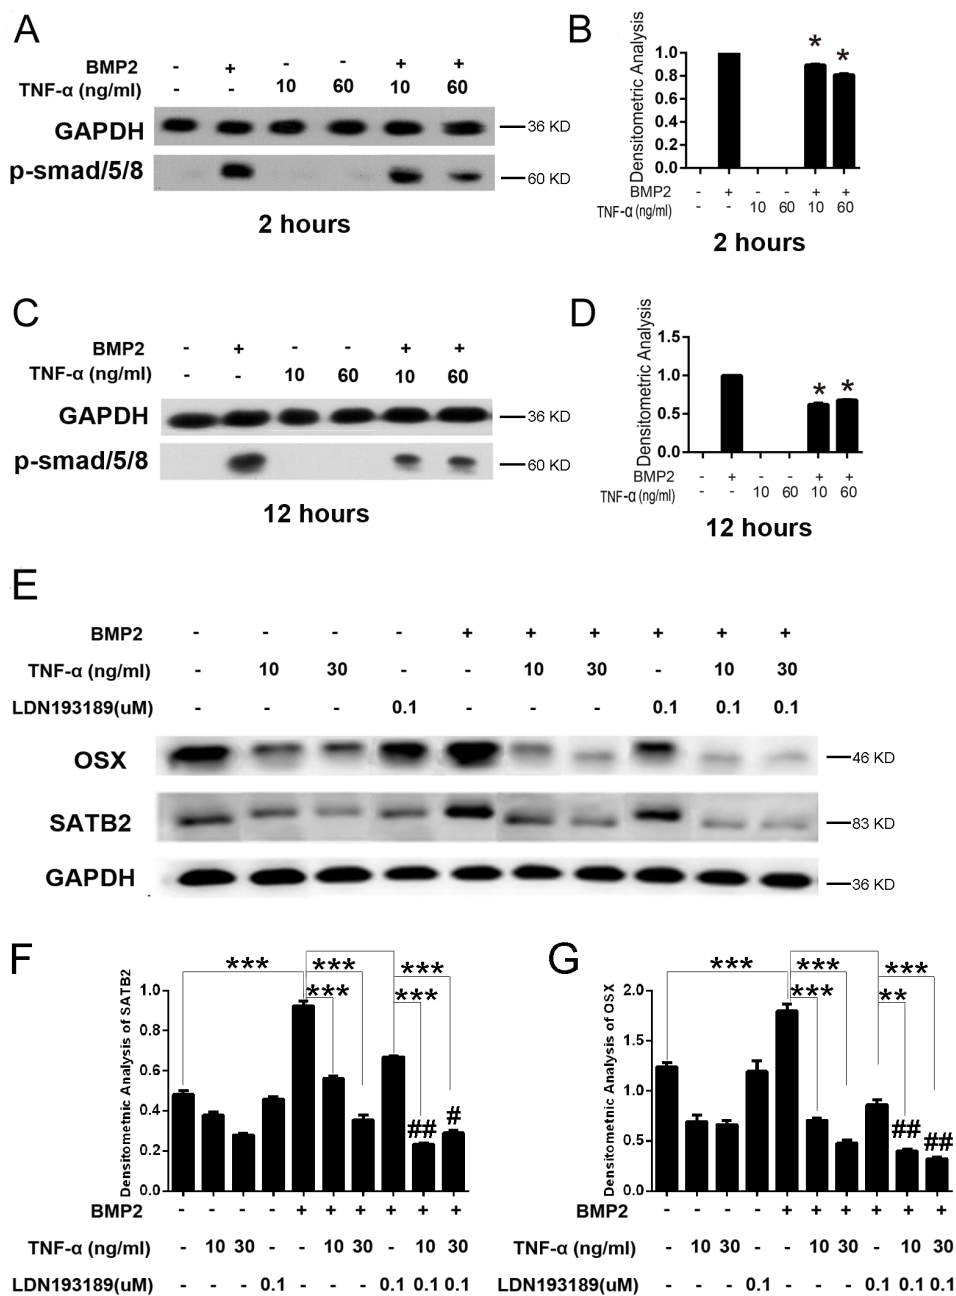 A
BMP2 - + - - + +
TNF-α (ng/ml) - - 10 60 10 60
GAPDH 36 KD
p-smad/5/8 60 KD
2 hours
B
Densitometric Analysis
1.0
0.8
0.6
0.4
0.2
0.0
* *
BMP2 - + - - + +
TNF-α (ng/ml) - - 10 60 10 60
2 hours
C
BMP2 - + - - + +
TNF-α (ng/ml) - - 10 60 10 60
GAPDH 36 KD
p-smad/5/8 60 KD
12 hours
D
Densitometric Analysis
1.5
1.0
0.5
0.0
* *
BMP2 - + - - + +
TNF-α (ng/ml) - - 10 60 10 60
12 hours
E
BMP2 - - - - + + + + + +
TNF-α (ng/ml) - 10 30 - - 10 30 - 10 30
LDN193189(uM) - - - 0.1 - - - 0.1 0.1 0.1
OSX 46 KD
SATB2 83 KD
GAPDH 36 KD
F
Densitometnic Analysis of SATB2
1.0
0.8
0.6
0.4
0.2
0.0
*** *** ***
*** ***
## #
BMP2 - - - - + + + + + +
TNF-α (ng/ml) - 10 30 - - 10 30 - 10 30
LDN193189(uM) - - - 0.1 - - - 0.1 0.1 0.1
G
Densitometnic Analysis of OSX
2.0
1.5
1.0
0.5
0.0
*** *** ***
*** **
## ##
BMP2 - - - - + + + + + +
TNF-α (ng/ml) - 10 30 - - 10 30 - 10 30
LDN193189(uM) - - - 0.1 - - - 0.1 0.1 0.1